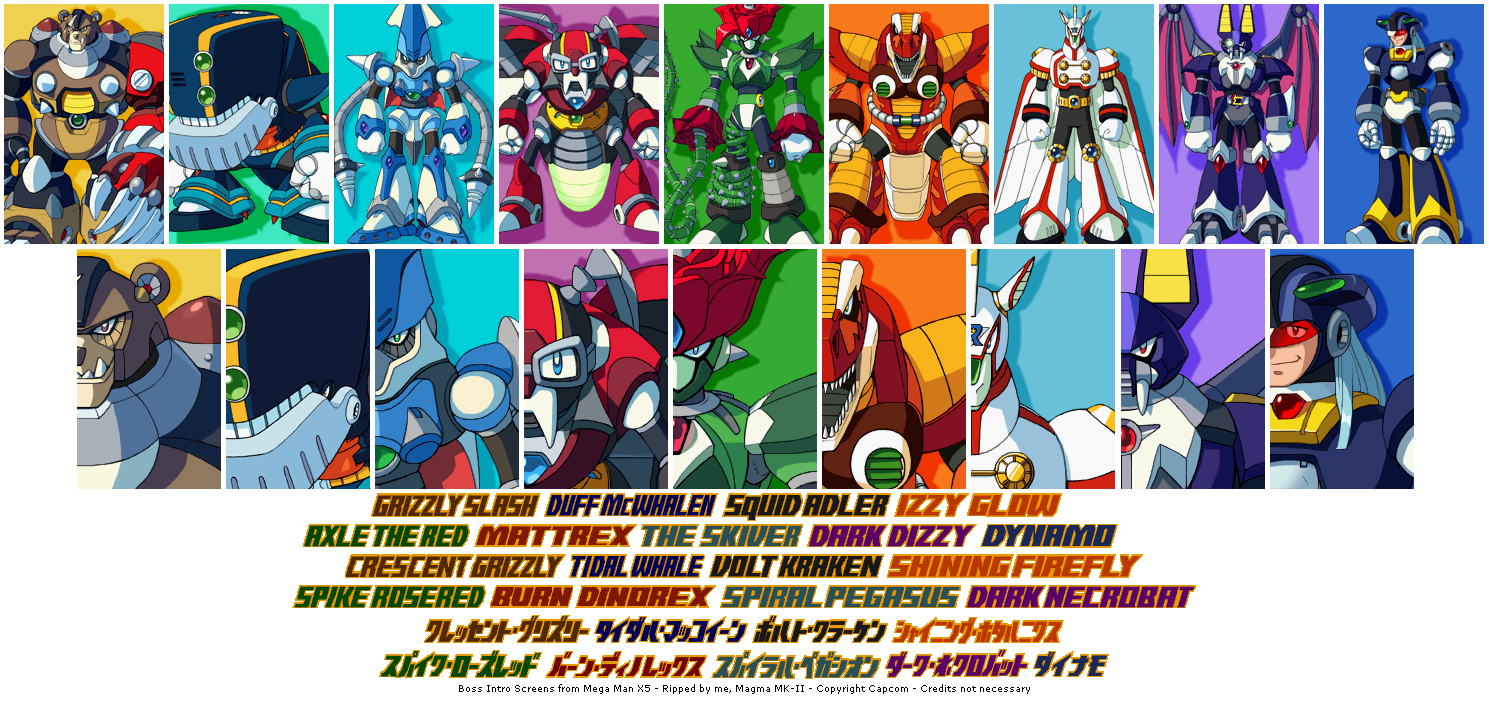 GRIZZLY SLASH DUFF McWHALEN SQUID ADLER IZZY GLOW
AXLE THE RED MATTREX THE SKIVER DARK DIZZY DYNAMO
CRESCENT GRIZZLY TIDAL WHALE VOLT KRAKEN SHINING FIREFLY
SPIKE ROSERED BURN DINOREX SPIRAL PEGASUS DARK NECROBAT
クレッセント・グリズリー タイダル・マッコイーン ボルト・クラーケン シャイニング・ホタルニクス
スパイク・ローズレッド バーン・ディノレックス スパイラル・ペガシオン ダーク・ネクロバット ダイナモ
Boss Intro Screens from Mega Man X5 - Ripped by me, Magma MK-II - Copyright Capcom - Credits not necessary